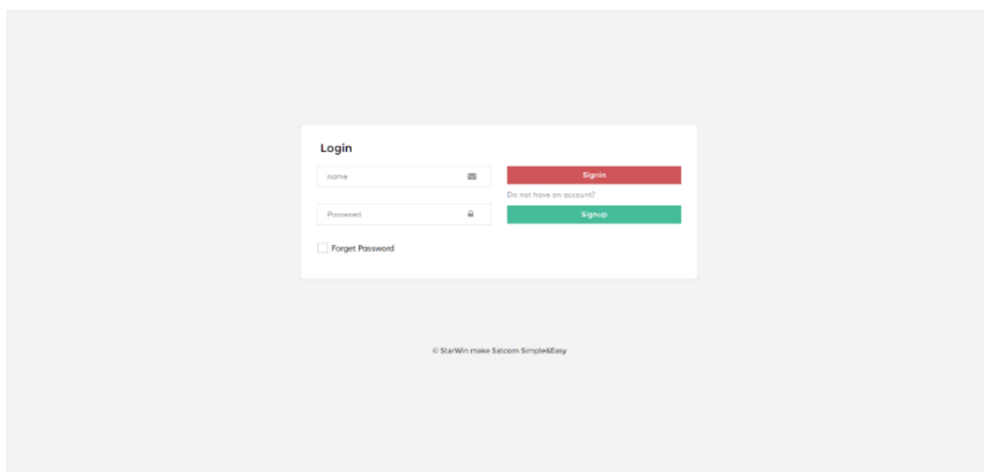 Login
name
Signin
Do not have an account?
Password
Signup
Forget Password
© StarWin make Satcom Simple&Easy